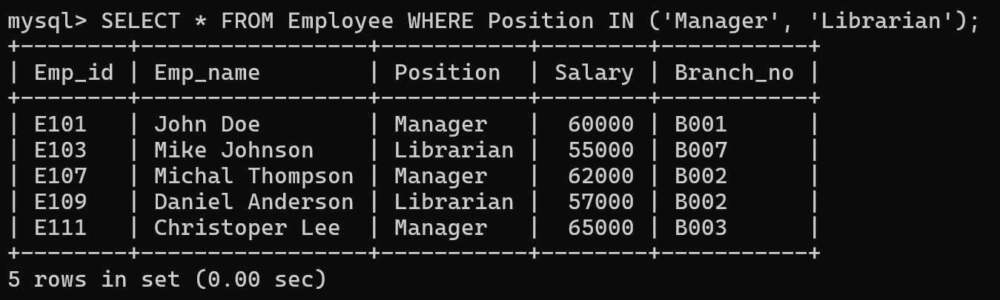 mysql> SELECT * FROM Employee WHERE Position IN ('Manager', 'Librarian');
+--------+-----------------+-----------+--------+-----------+
| Emp_id | Emp_name        | Position  | Salary | Branch_no |
+--------+-----------------+-----------+--------+-----------+
| E101   | John Doe        | Manager   |  60000 | B001      |
| E103   | Mike Johnson    | Librarian |  55000 | B007      |
| E107   | Michal Thompson | Manager   |  62000 | B002      |
| E109   | Daniel Anderson | Librarian |  57000 | B002      |
| E111   | Christoper Lee  | Manager   |  65000 | B003      |
+--------+-----------------+-----------+--------+-----------+
5 rows in set (0.00 sec)